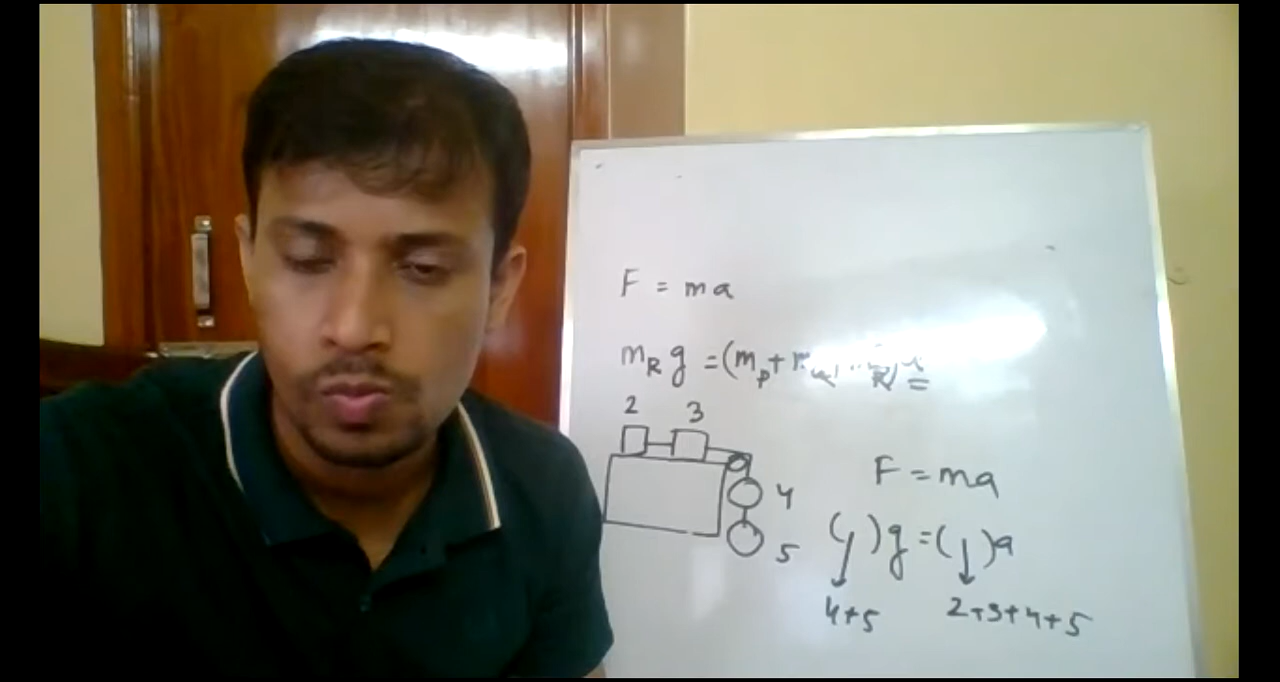 F = ma
m_R g = (m_P +
2 3
4
5
F = ma
( )g = ( )a
4+5 2+3+4+5